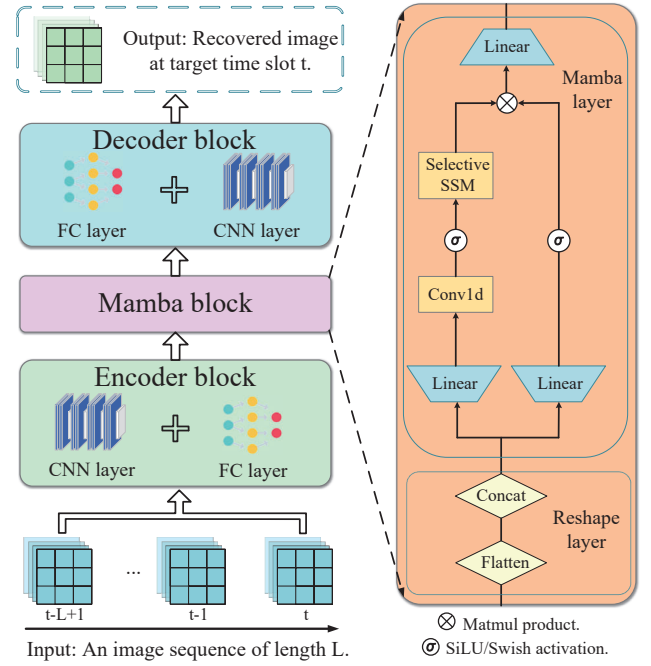 Output: Recovered image
at target time slot t.
Decoder block
FC layer
CNN layer
Mamba block
Encoder block
CNN layer
FC layer
...
t-L+1
t-1
t
Input: An image sequence of length L.
Linear
Mamba
layer
Selective
SSM
σ
σ
Conv1d
Linear
Linear
Concat
Reshape
layer
Flatten
Matmul product.
σ SiLU/Swish activation.